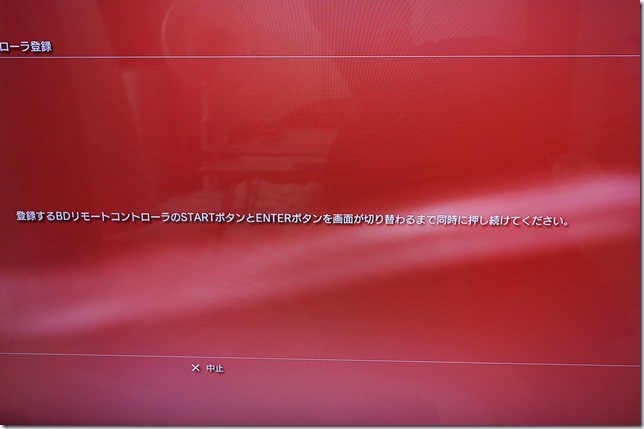 ローラ登録
登録するBDリモートコントローラのSTARTボタンとENTERボタンを画面が切り替わるまで同時に押し続けてください。
✕ 中止